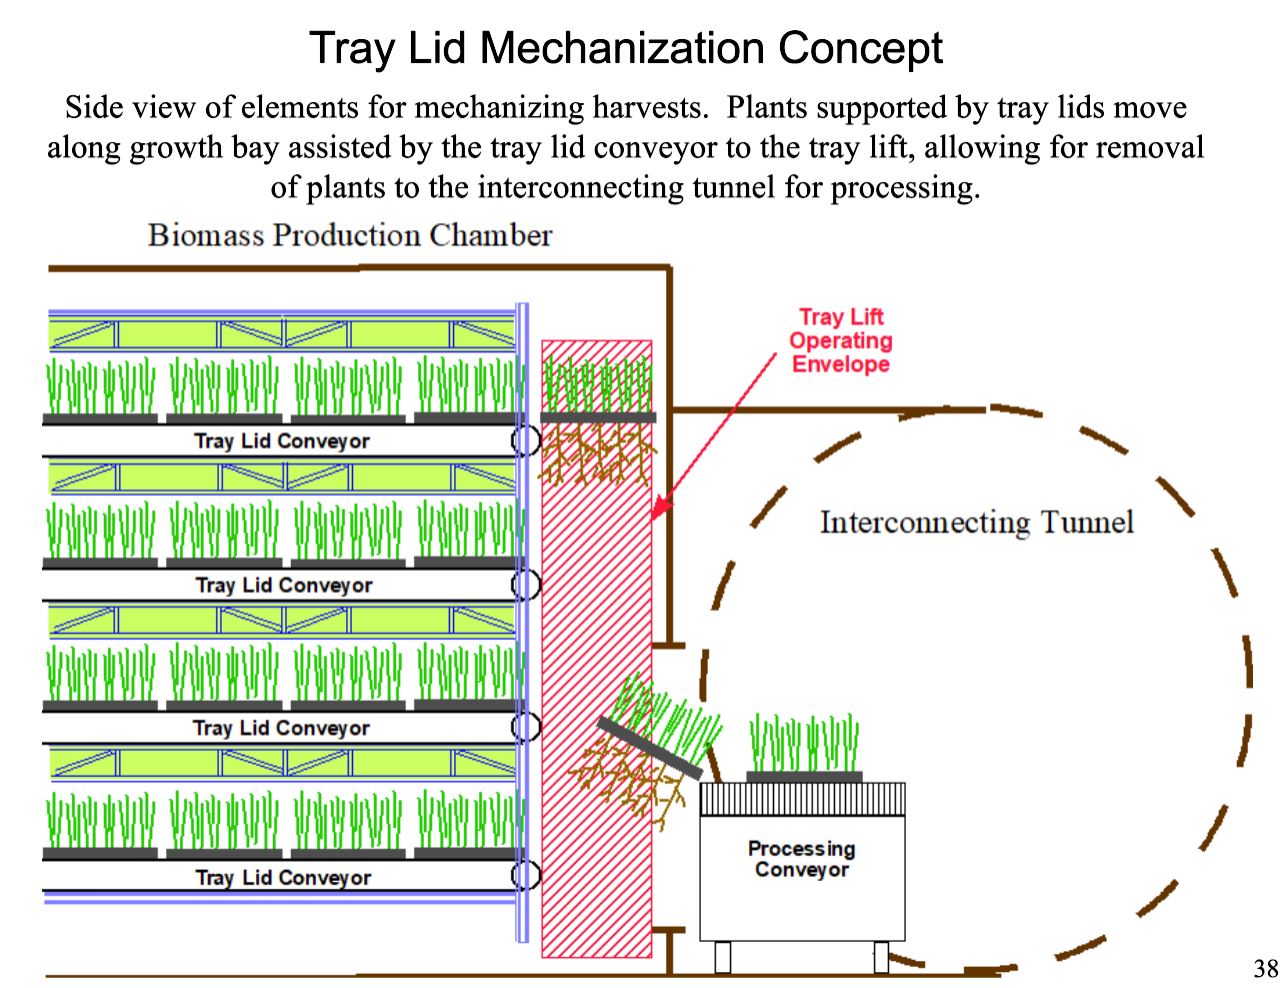 Tray Lid Mechanization Concept
Side view of elements for mechanizing harvests.  Plants supported by tray lids move
along growth bay assisted by the tray lid conveyor to the tray lift, allowing for removal
of plants to the interconnecting tunnel for processing.
Biomass Production Chamber
Tray Lift
Operating
Envelope
Tray Lid Conveyor
Interconnecting Tunnel
Tray Lid Conveyor
Tray Lid Conveyor
Processing
Conveyor
Tray Lid Conveyor
38